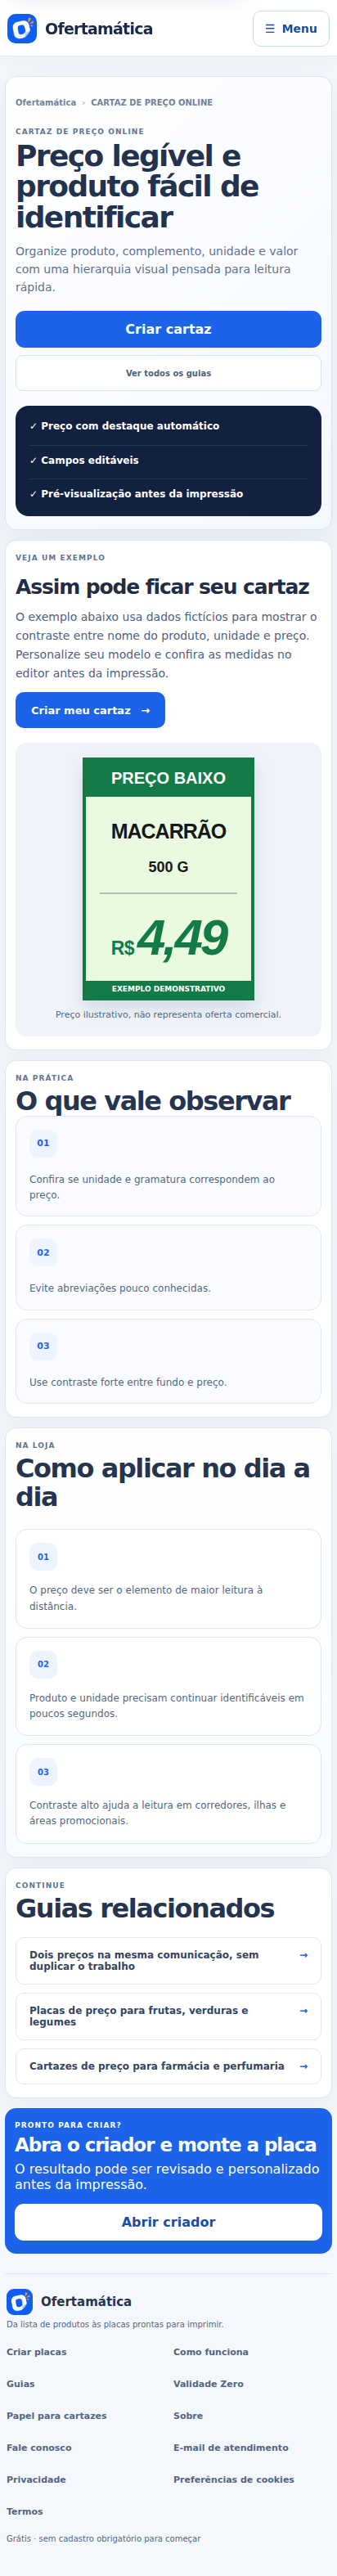 Ofertamática
☰ Menu
Ofertamática › CARTAZ DE PREÇO ONLINE
CARTAZ DE PREÇO ONLINE
Preço legível e
produto fácil de
identificar
Organize produto, complemento, unidade e valor
com uma hierarquia visual pensada para leitura
rápida.
Criar cartaz
Ver todos os guias
✓ Preço com destaque automático
✓ Campos editáveis
✓ Pré-visualização antes da impressão
VEJA UM EXEMPLO
Assim pode ficar seu cartaz
O exemplo abaixo usa dados fictícios para mostrar o
contraste entre nome do produto, unidade e preço.
Personalize seu modelo e confira as medidas no
editor antes da impressão.
Criar meu cartaz →
PREÇO BAIXO
MACARRÃO
500 G
R$ 4,49
EXEMPLO DEMONSTRATIVO
Preço ilustrativo, não representa oferta comercial.
NA PRÁTICA
O que vale observar
01
Confira se unidade e gramatura correspondem ao
preço.
02
Evite abreviações pouco conhecidas.
03
Use contraste forte entre fundo e preço.
NA LOJA
Como aplicar no dia a
dia
01
O preço deve ser o elemento de maior leitura à
distância.
02
Produto e unidade precisam continuar identificáveis em
poucos segundos.
03
Contraste alto ajuda a leitura em corredores, ilhas e
áreas promocionais.
CONTINUE
Guias relacionados
Dois preços na mesma comunicação, sem
duplicar o trabalho →
Placas de preço para frutas, verduras e
legumes →
Cartazes de preço para farmácia e perfumaria →
PRONTO PARA CRIAR?
Abra o criador e monte a placa
O resultado pode ser revisado e personalizado
antes da impressão.
Abrir criador
Ofertamática
Da lista de produtos às placas prontas para imprimir.
Criar placas
Como funciona
Guias
Validade Zero
Papel para cartazes
Sobre
Fale conosco
E-mail de atendimento
Privacidade
Preferências de cookies
Termos
Grátis · sem cadastro obrigatório para começar